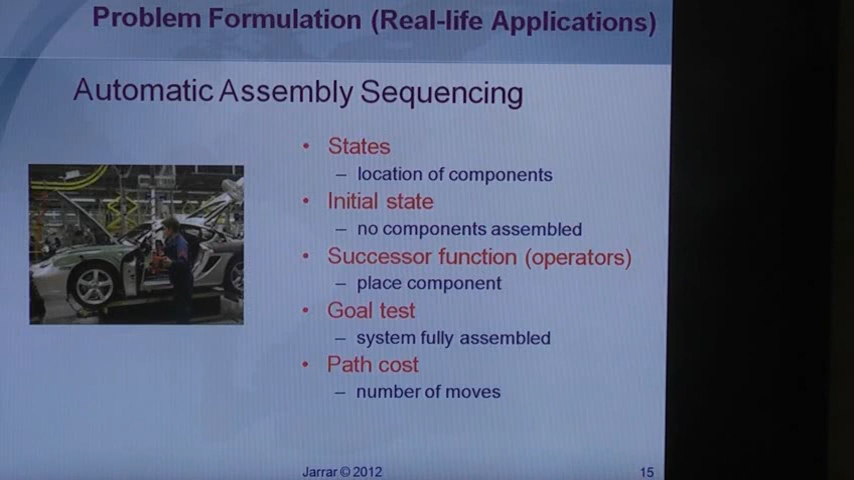 Problem Formulation (Real-life Applications)
Automatic Assembly Sequencing
• States
– location of components
• Initial state
– no components assembled
• Successor function (operators)
– place component
• Goal test
– system fully assembled
• Path cost
– number of moves
Jarrar © 2012
15